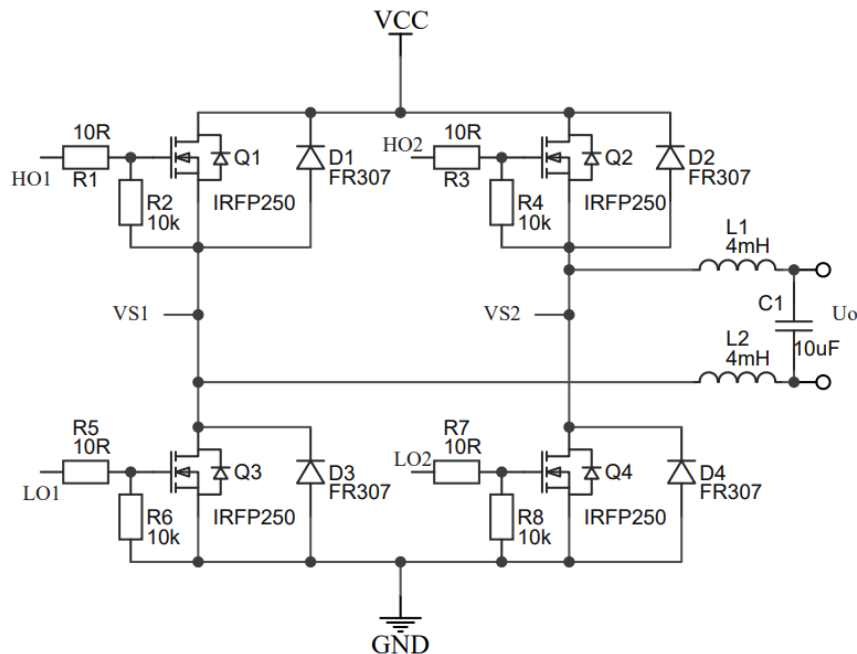 VCC
10R
HO1
R1
R2
10k
Q1
IRFP250
D1
FR307
HO2
10R
R3
R4
10k
Q2
IRFP250
D2
FR307
L1
4mH
VS1
VS2
C1
10uF
Uo
L2
4mH
R5
10R
LO1
R6
10k
Q3
IRFP250
D3
FR307
R7
10R
LO2
R8
10k
Q4
IRFP250
D4
FR307
GND